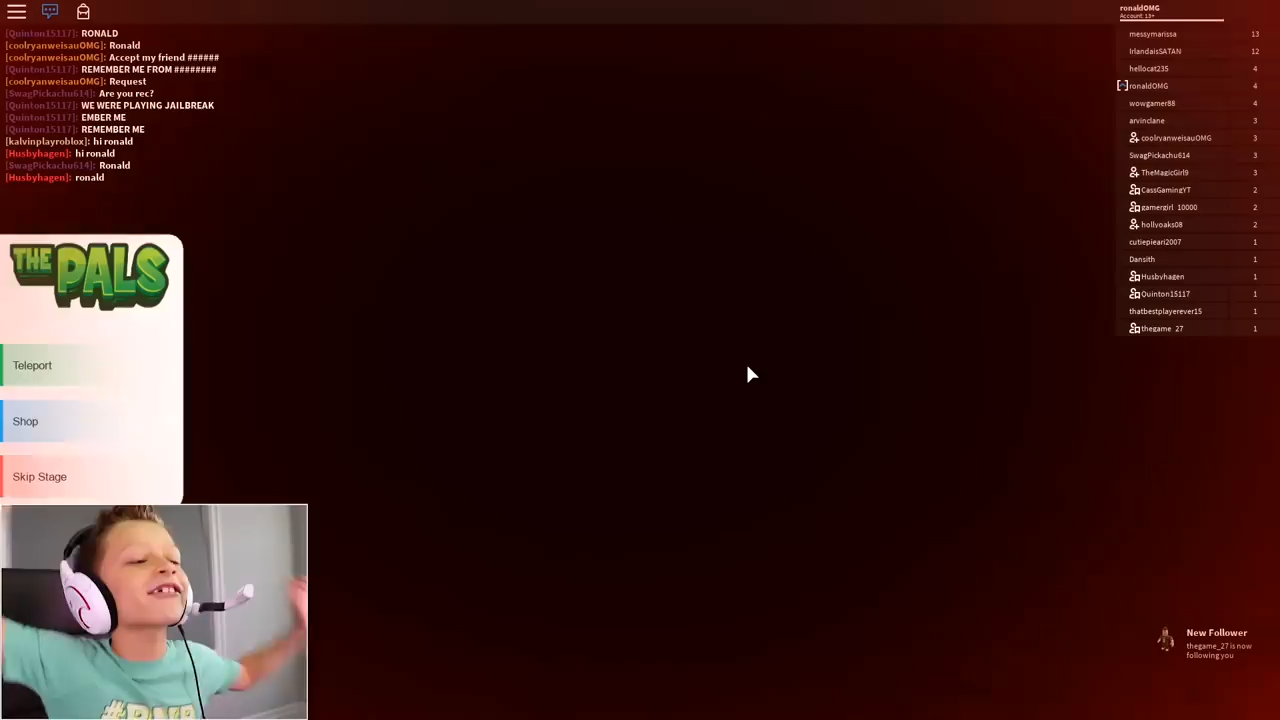 ronaldOMG
Account: 13+
[Quinton15117]: RONALD
[coolryanweisauOMG]: Ronald
[coolryanweisauOMG]: Accept my friend ######
[Quinton15117]: REMEMBER ME FROM ########
[coolryanweisauOMG]: Request
[SwagPickachu614]: Are you rec?
[Quinton15117]: WE WERE PLAYING JAILBREAK
[Quinton15117]: EMBER ME
[Quinton15117]: REMEMBER ME
[kalvinplayroblox]: hi ronald
[Husbyhagen]: hi ronald
[SwagPickachu614]: Ronald
[Husbyhagen]: ronald
messymarissa 13
IrlandaisSATAN 12
hellocat235 4
ronaldOMG 4
wowgamer88 4
arvinclane 3
coolryanweisauOMG 3
SwagPickachu614 3
TheMagicGirl9 3
CassGamingYT 2
gamergirl_10000 2
hollyoaks08 2
cutiepieari2007 1
Dansith 1
Husbyhagen 1
Quinton15117 1
thatbestplayerever15 1
thegame_27 1
THE PALS
Teleport
Shop
Skip Stage
New Follower
thegame_27 is now
following you